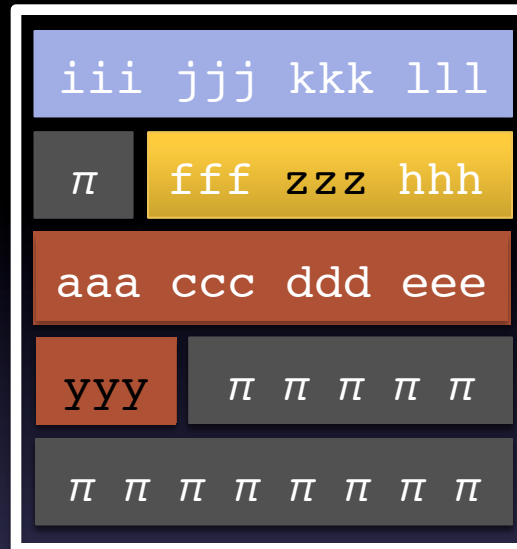 iii jjj kkk lll
π fff zzz hhh
aaa ccc ddd eee
yyy π π π π π
π π π π π π π π